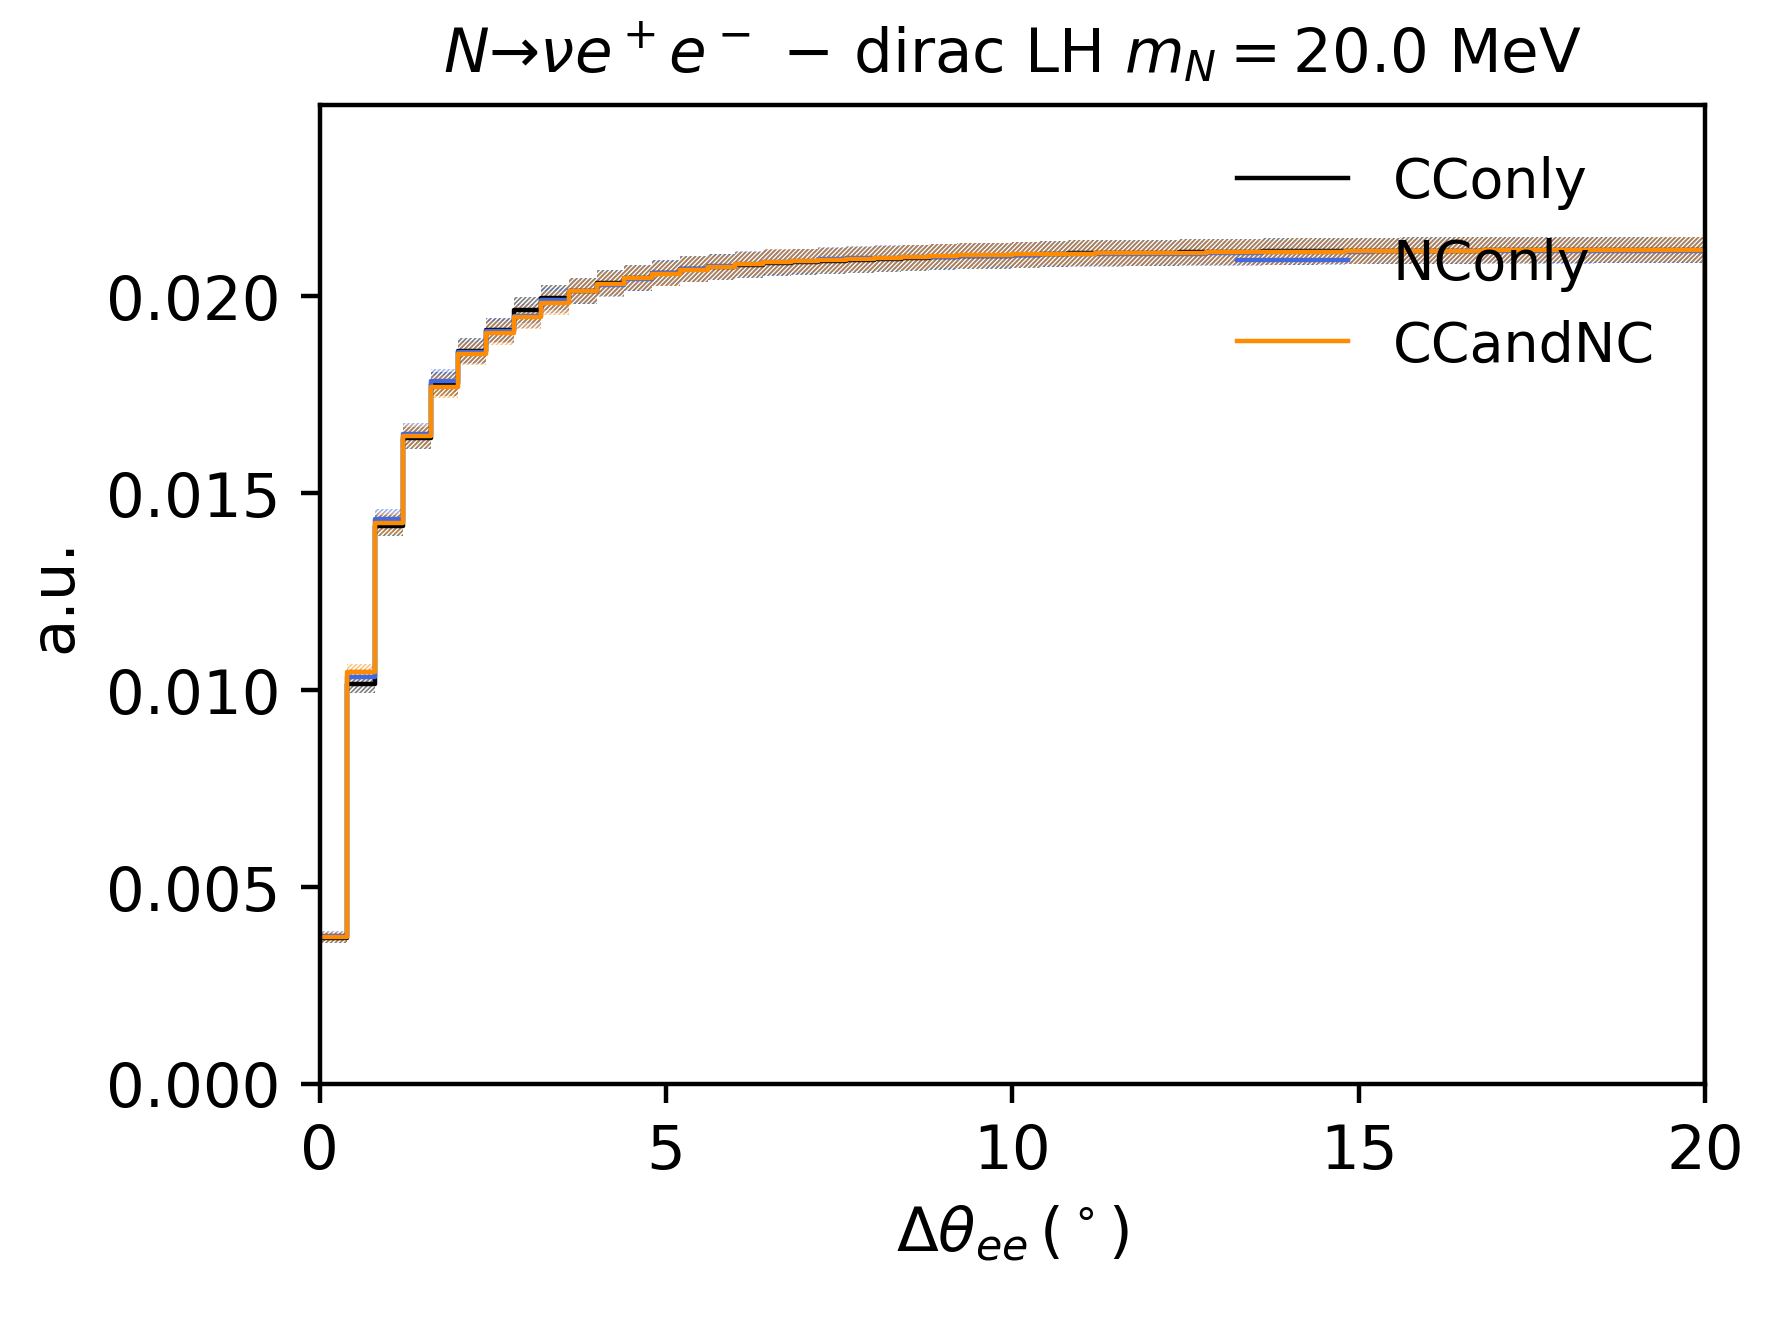 N→νe⁺e⁻ − dirac LH m_N = 20.0 MeV
CConly
NConly
CCandNC
0.020
0.015
0.010
0.005
0.000
a.u.
0 5 10 15 20
Δθ_ee (°)